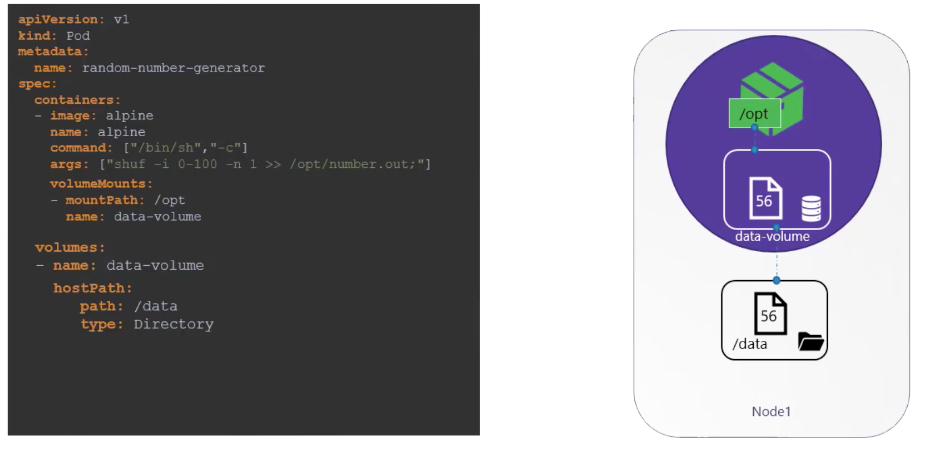 apiVersion: v1
kind: Pod
metadata:
  name: random-number-generator
spec:
  containers:
  - image: alpine
    name: alpine
    command: ["/bin/sh","-c"]
    args: ["shuf -i 0-100 -n 1 >> /opt/number.out;"]
    volumeMounts:
    - mountPath: /opt
      name: data-volume
  volumes:
  - name: data-volume
    hostPath:
       path: /data
       type: Directory
/opt
56
data-volume
56
/data
Node1